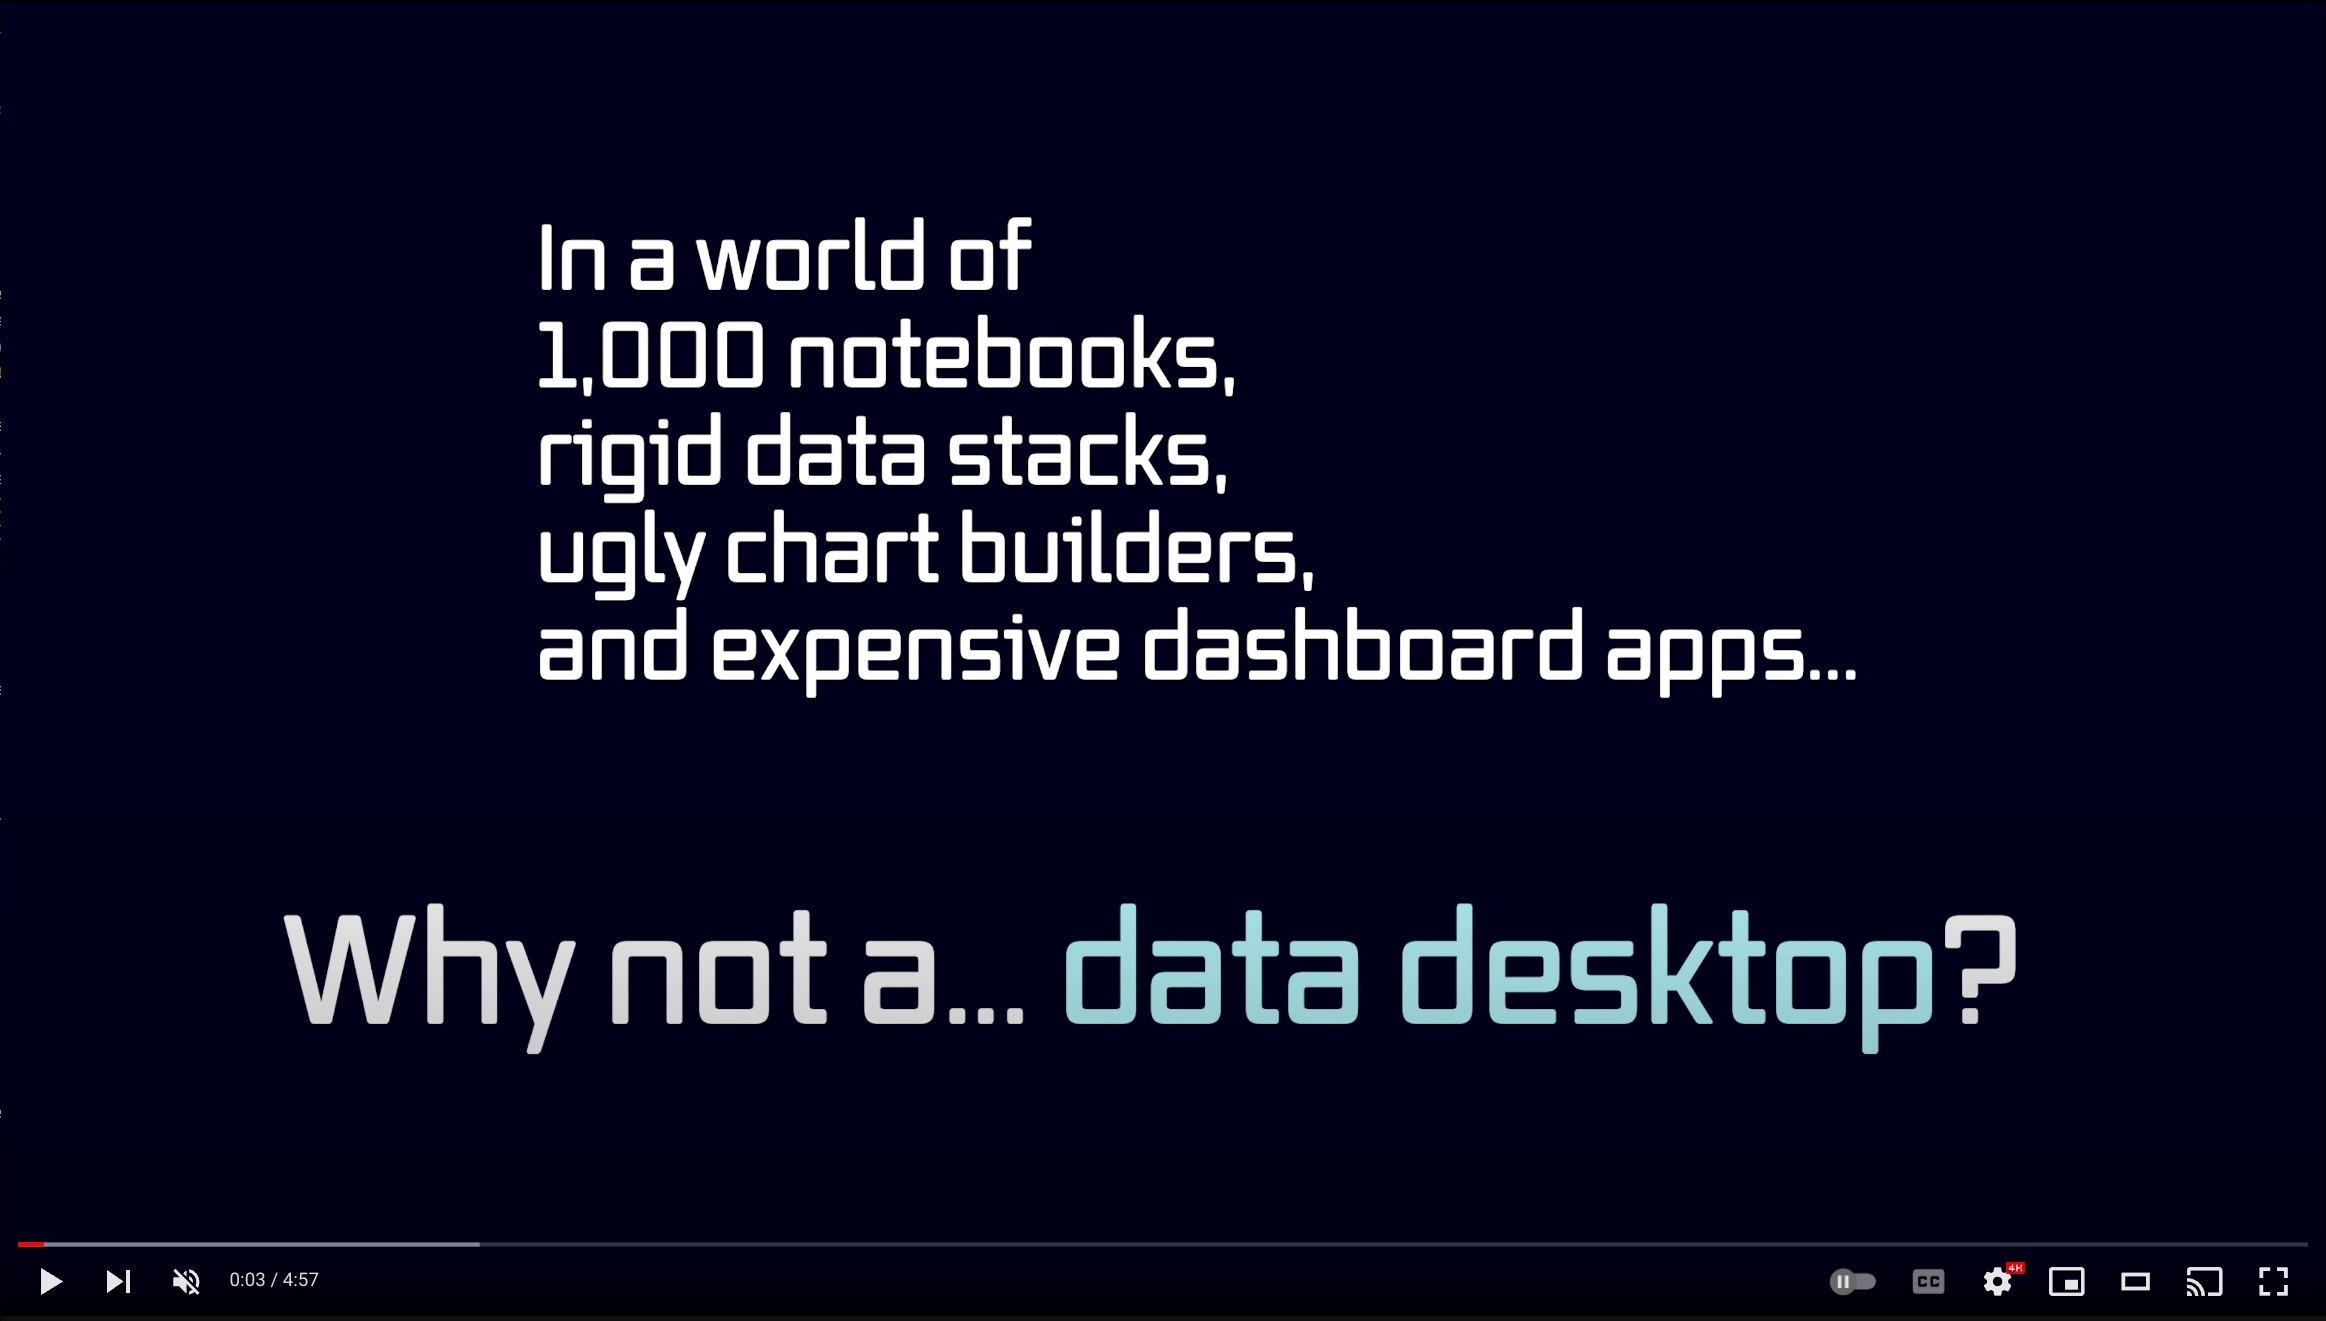 In a world of
1,000 notebooks,
rigid data stacks,
ugly chart builders,
and expensive dashboard apps...
Why not a... data desktop?
0:03 / 4:57
CC
4K